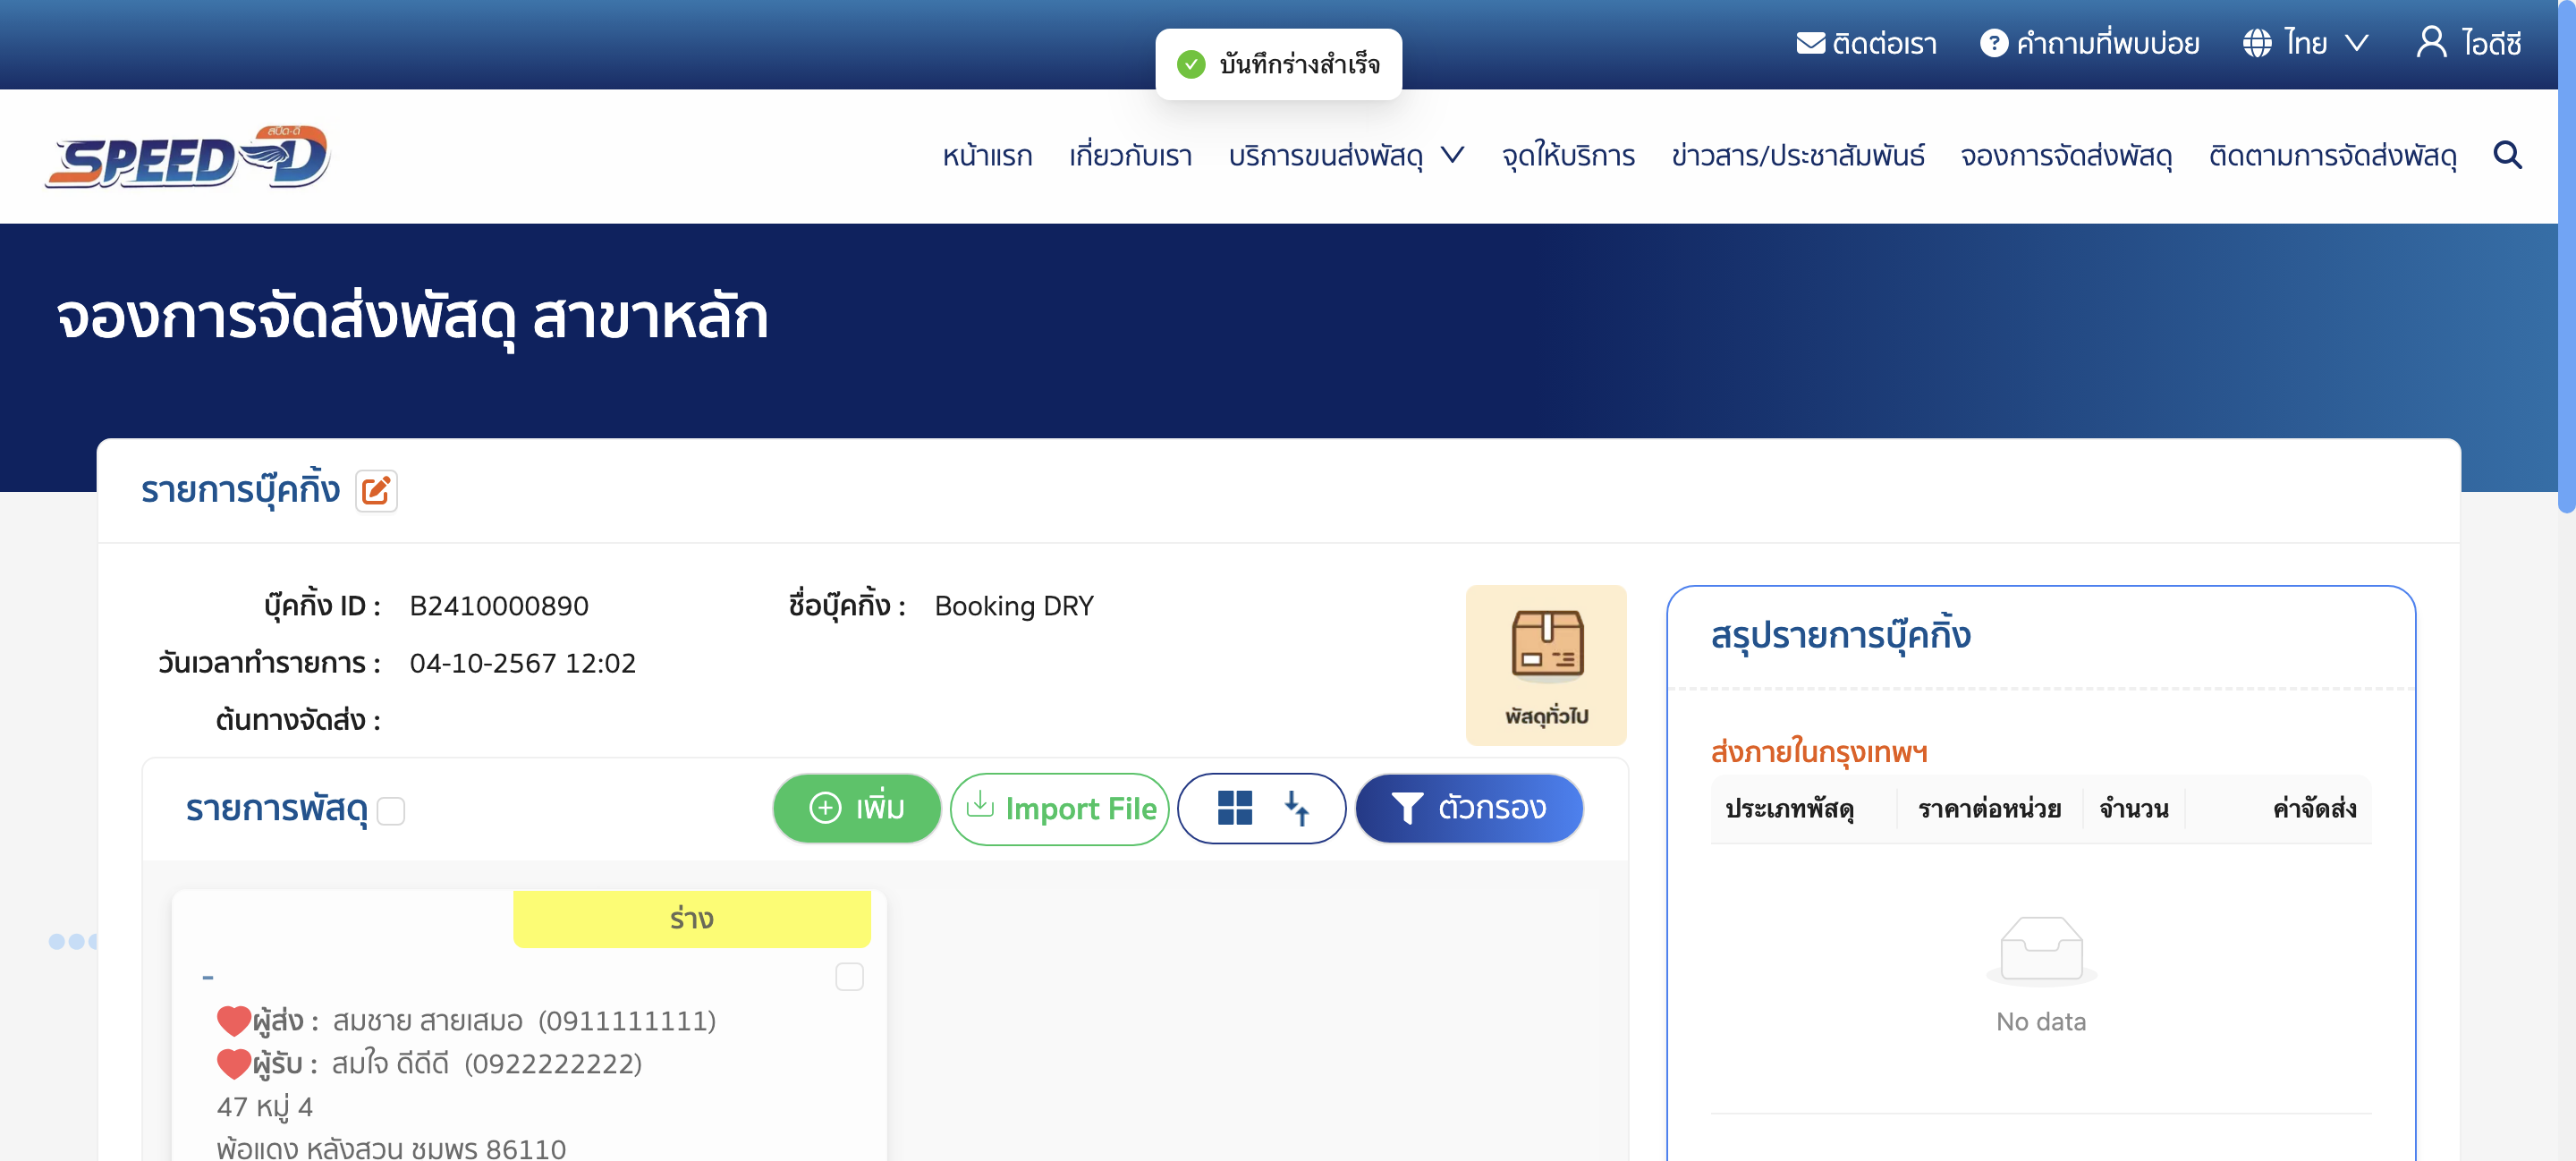 บันทึกร่างสำเร็จ
ติดต่อเรา คำถามที่พบบ่อย ไทย ไอดีซี
SPEED-D สปีด-ดี
หน้าแรก เกี่ยวกับเรา บริการขนส่งพัสดุ จุดให้บริการ ข่าวสาร/ประชาสัมพันธ์ จองการจัดส่งพัสดุ ติดตามการจัดส่งพัสดุ
จองการจัดส่งพัสดุ สาขาหลัก
รายการบุ๊คกิ้ง
บุ๊คกิ้ง ID : B2410000890 ชื่อบุ๊คกิ้ง : Booking DRY
วันเวลาทำรายการ : 04-10-2567 12:02
ต้นทางจัดส่ง :
พัสดุทั่วไป
รายการพัสดุ เพิ่ม Import File ตัวกรอง
ร่าง
-
ผู้ส่ง : สมชาย สายเสมอ (0911111111)
ผู้รับ : สมใจ ดีดีดี (0922222222)
47 หมู่ 4
พ้อแดง หลังสวน ชุมพร 86110
สรุปรายการบุ๊คกิ้ง
ส่งภายในกรุงเทพฯ
ประเภทพัสดุ ราคาต่อหน่วย จำนวน ค่าจัดส่ง
No data